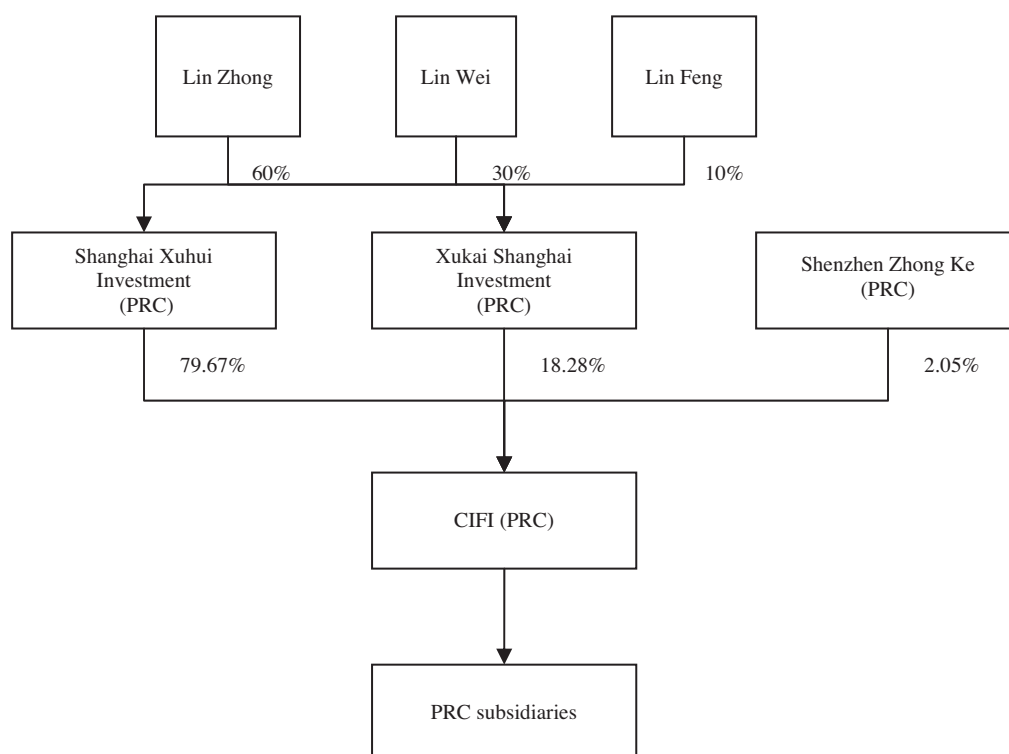 Lin Zhong
Lin Wei
Lin Feng
60%
30%
10%
Shanghai Xuhui
Investment
(PRC)
Xukai Shanghai
Investment
(PRC)
Shenzhen Zhong Ke
(PRC)
79.67%
18.28%
2.05%
CIFI (PRC)
PRC subsidiaries